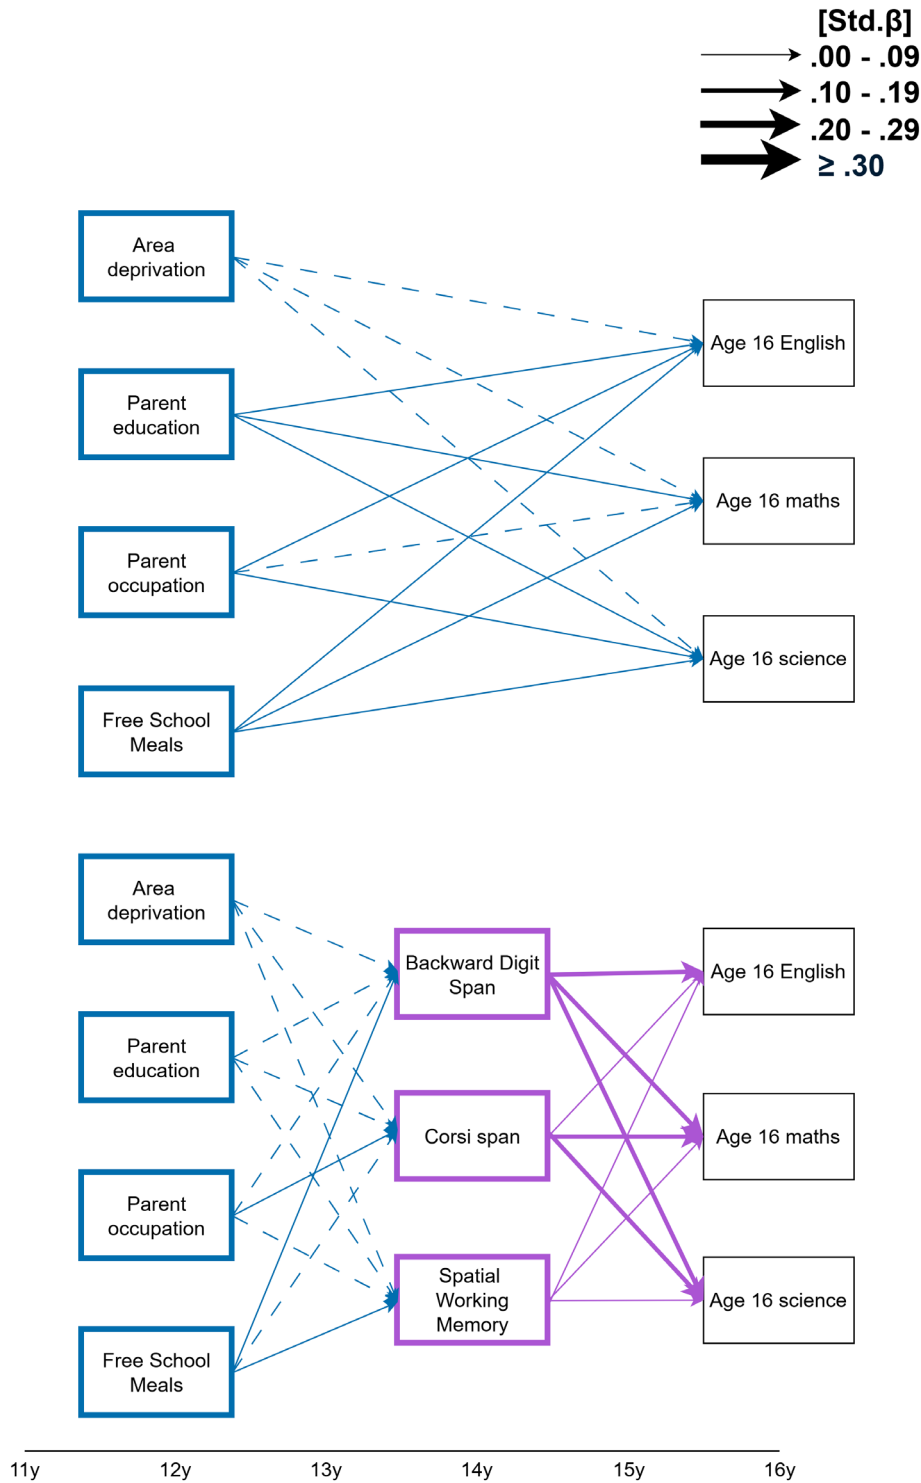 [Std.β]
.00 - .09
.10 - .19
.20 - .29
≥ .30
Area
deprivation
Parent
education
Parent
occupation
Free School
Meals
Age 16 English
Age 16 maths
Age 16 science
Area
deprivation
Parent
education
Parent
occupation
Free School
Meals
Backward Digit
Span
Corsi span
Spatial
Working
Memory
Age 16 English
Age 16 maths
Age 16 science
11y 12y 13y 14y 15y 16y